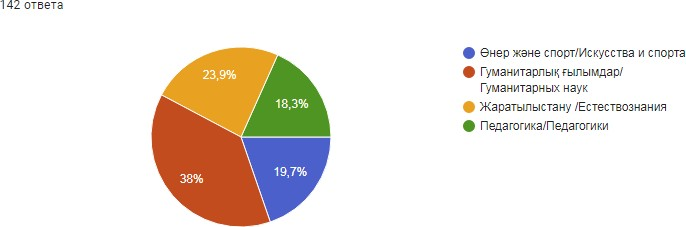 142 ответа
23,9%
18,3%
38%
19,7%
Өнер және спорт/Искусства и спорта
Гуманитарлық ғылымдар/
Гуманитарных наук
Жаратылыстану /Естествознания
Педагогика/Педагогики